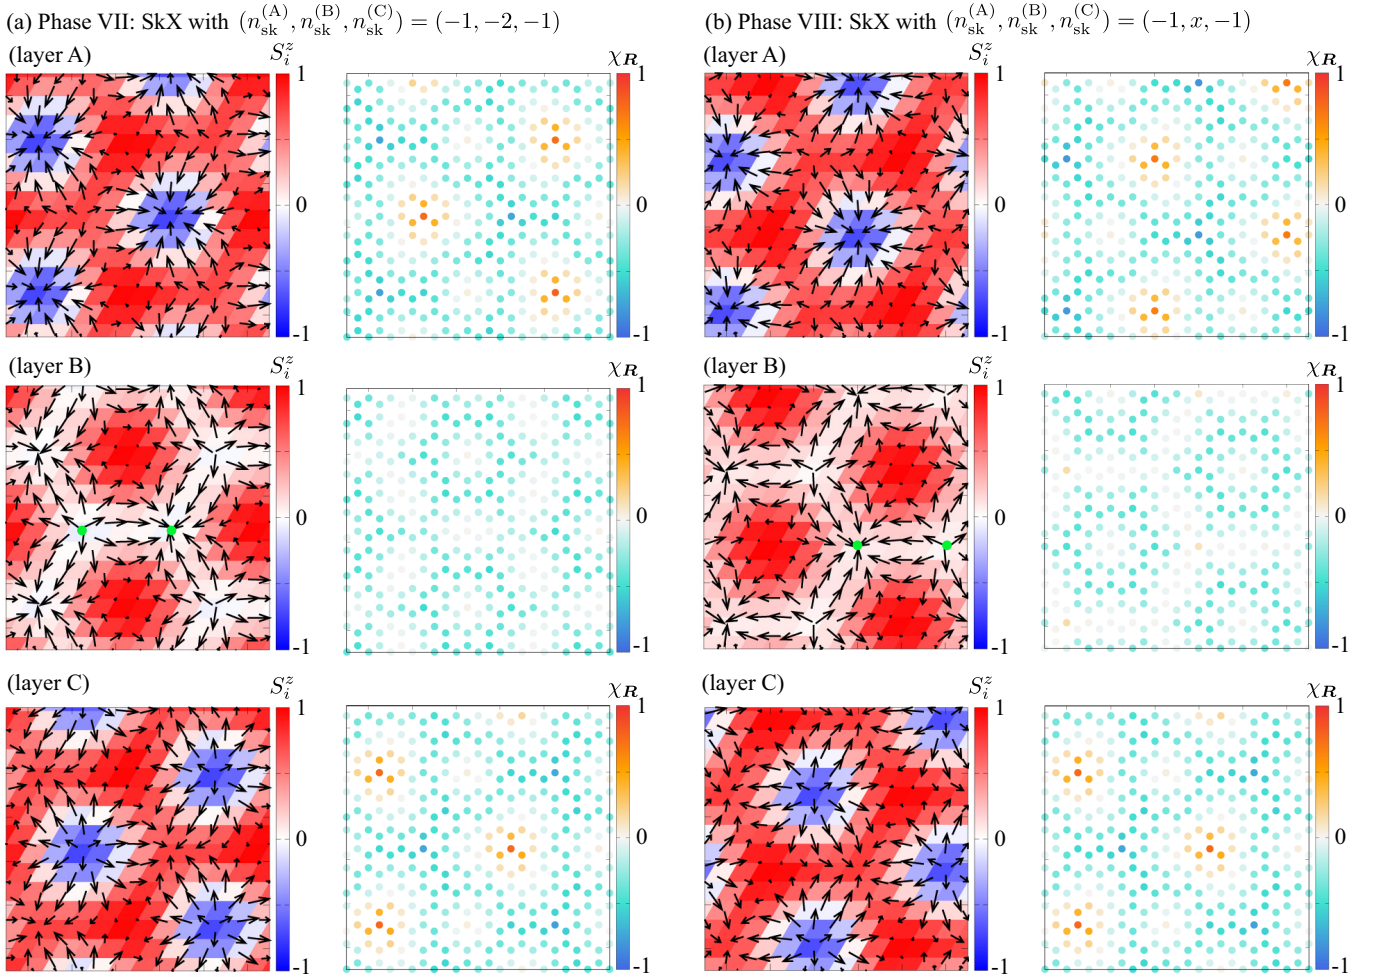 (a) Phase VII: SkX with (n_sk^(A), n_sk^(B), n_sk^(C)) = (−1, −2, −1)
(layer A) S_i^z χ_R
1 1
0 0
-1 -1
(layer B) S_i^z χ_R
1 1
0 0
-1 -1
(layer C) S_i^z χ_R
1 1
0 0
-1 -1
(b) Phase VIII: SkX with (n_sk^(A), n_sk^(B), n_sk^(C)) = (−1, x, −1)
(layer A) S_i^z χ_R
1 1
0 0
-1 -1
(layer B) S_i^z χ_R
1 1
0 0
-1 -1
(layer C) S_i^z χ_R
1 1
0 0
-1 -1